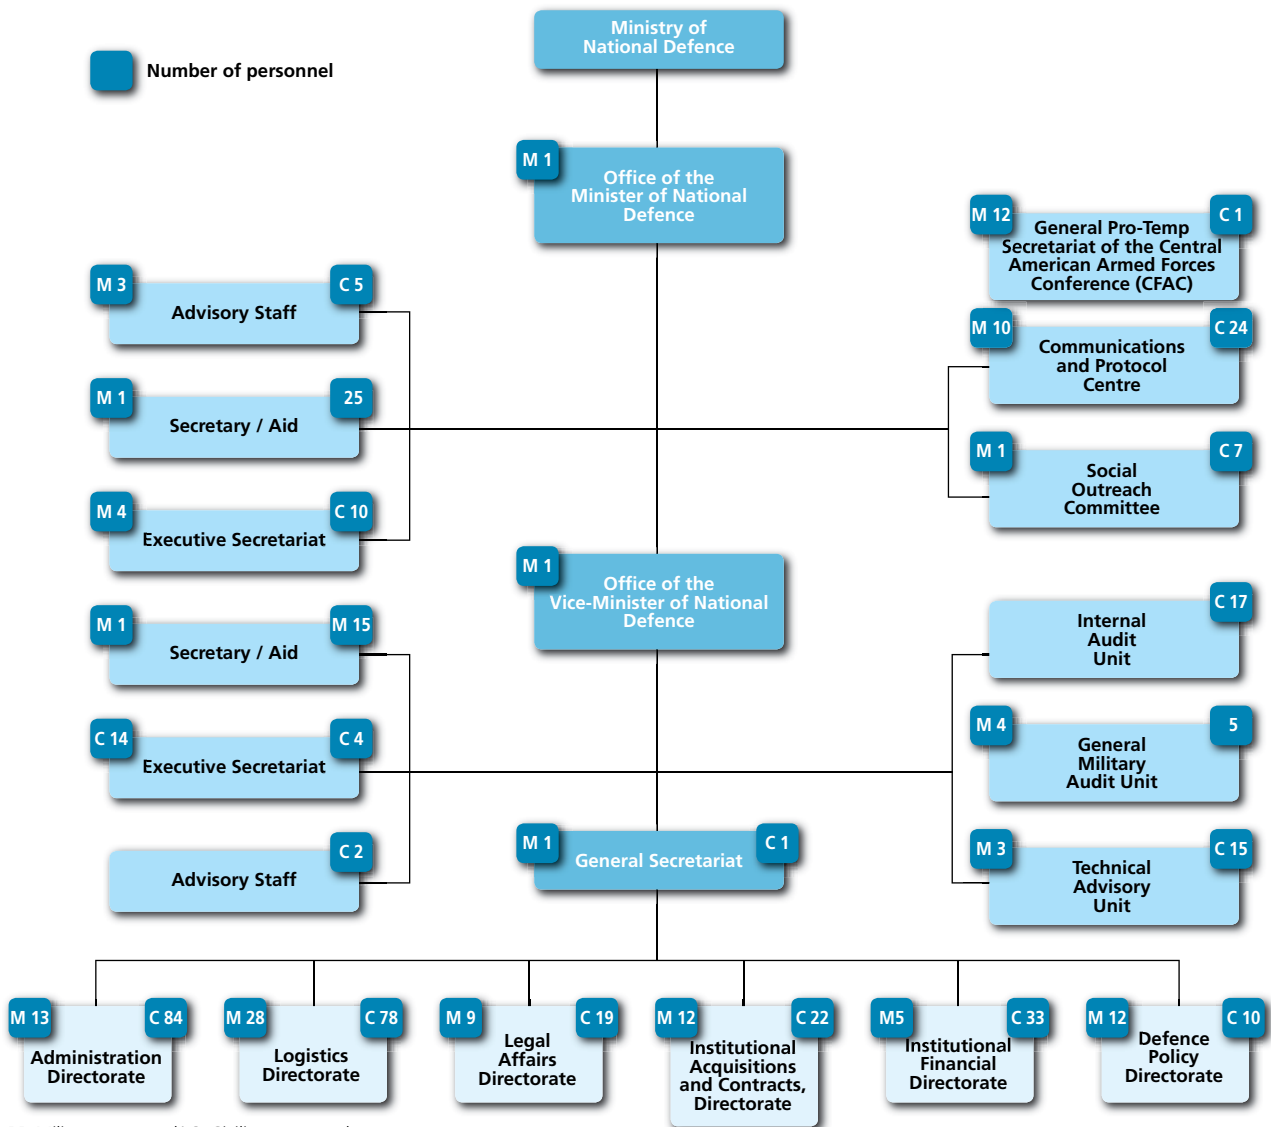 Ministry of
National Defence
Number of personnel
M 1
Office of the
Minister of National
Defence
M 12
C 1
General Pro-Temp
Secretariat of the Central
American Armed Forces
Conference (CFAC)
M 3
C 5
Advisory Staff
M 10
C 24
Communications
and Protocol
Centre
M 1
25
Secretary / Aid
M 1
C 7
Social
Outreach
Committee
M 4
C 10
Executive Secretariat
M 1
Office of the
Vice-Minister of National
Defence
C 17
Internal
Audit
Unit
M 1
M 15
Secretary / Aid
M 4
5
General
Military
Audit Unit
C 14
C 4
Executive Secretariat
M 1
C 1
General Secretariat
M 3
C 15
Technical
Advisory
Unit
C 2
Advisory Staff
M 13
C 84
Administration
Directorate
M 28
C 78
Logistics
Directorate
M 9
C 19
Legal
Affairs
Directorate
M 12
C 22
Institutional
Acquisitions
and Contracts,
Directorate
M5
C 33
Institutional
Financial
Directorate
M 12
C 10
Defence
Policy
Directorate